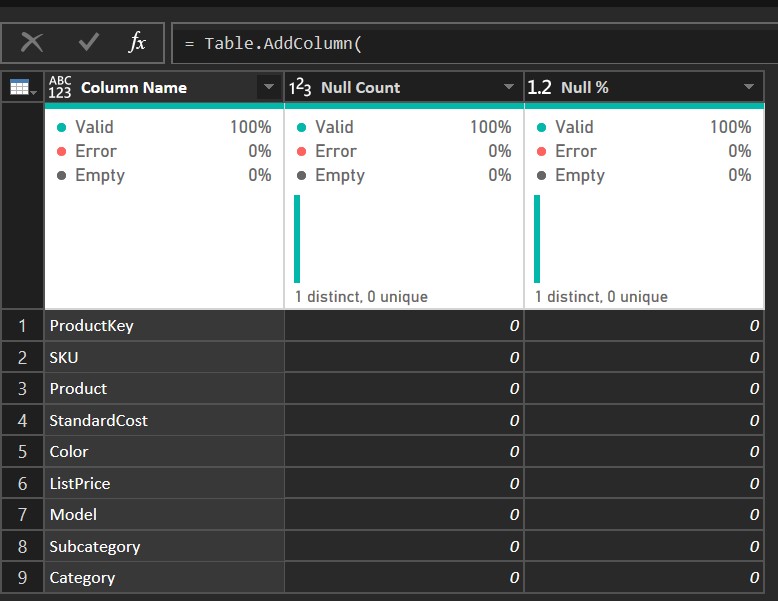 fx = Table.AddColumn(
ABC 123 Column Name 1²3 Null Count 1.2 Null %
Valid 100% Valid 100% Valid 100%
Error 0% Error 0% Error 0%
Empty 0% Empty 0% Empty 0%
1 distinct, 0 unique 1 distinct, 0 unique
1 ProductKey 0 0
2 SKU 0 0
3 Product 0 0
4 StandardCost 0 0
5 Color 0 0
6 ListPrice 0 0
7 Model 0 0
8 Subcategory 0 0
9 Category 0 0